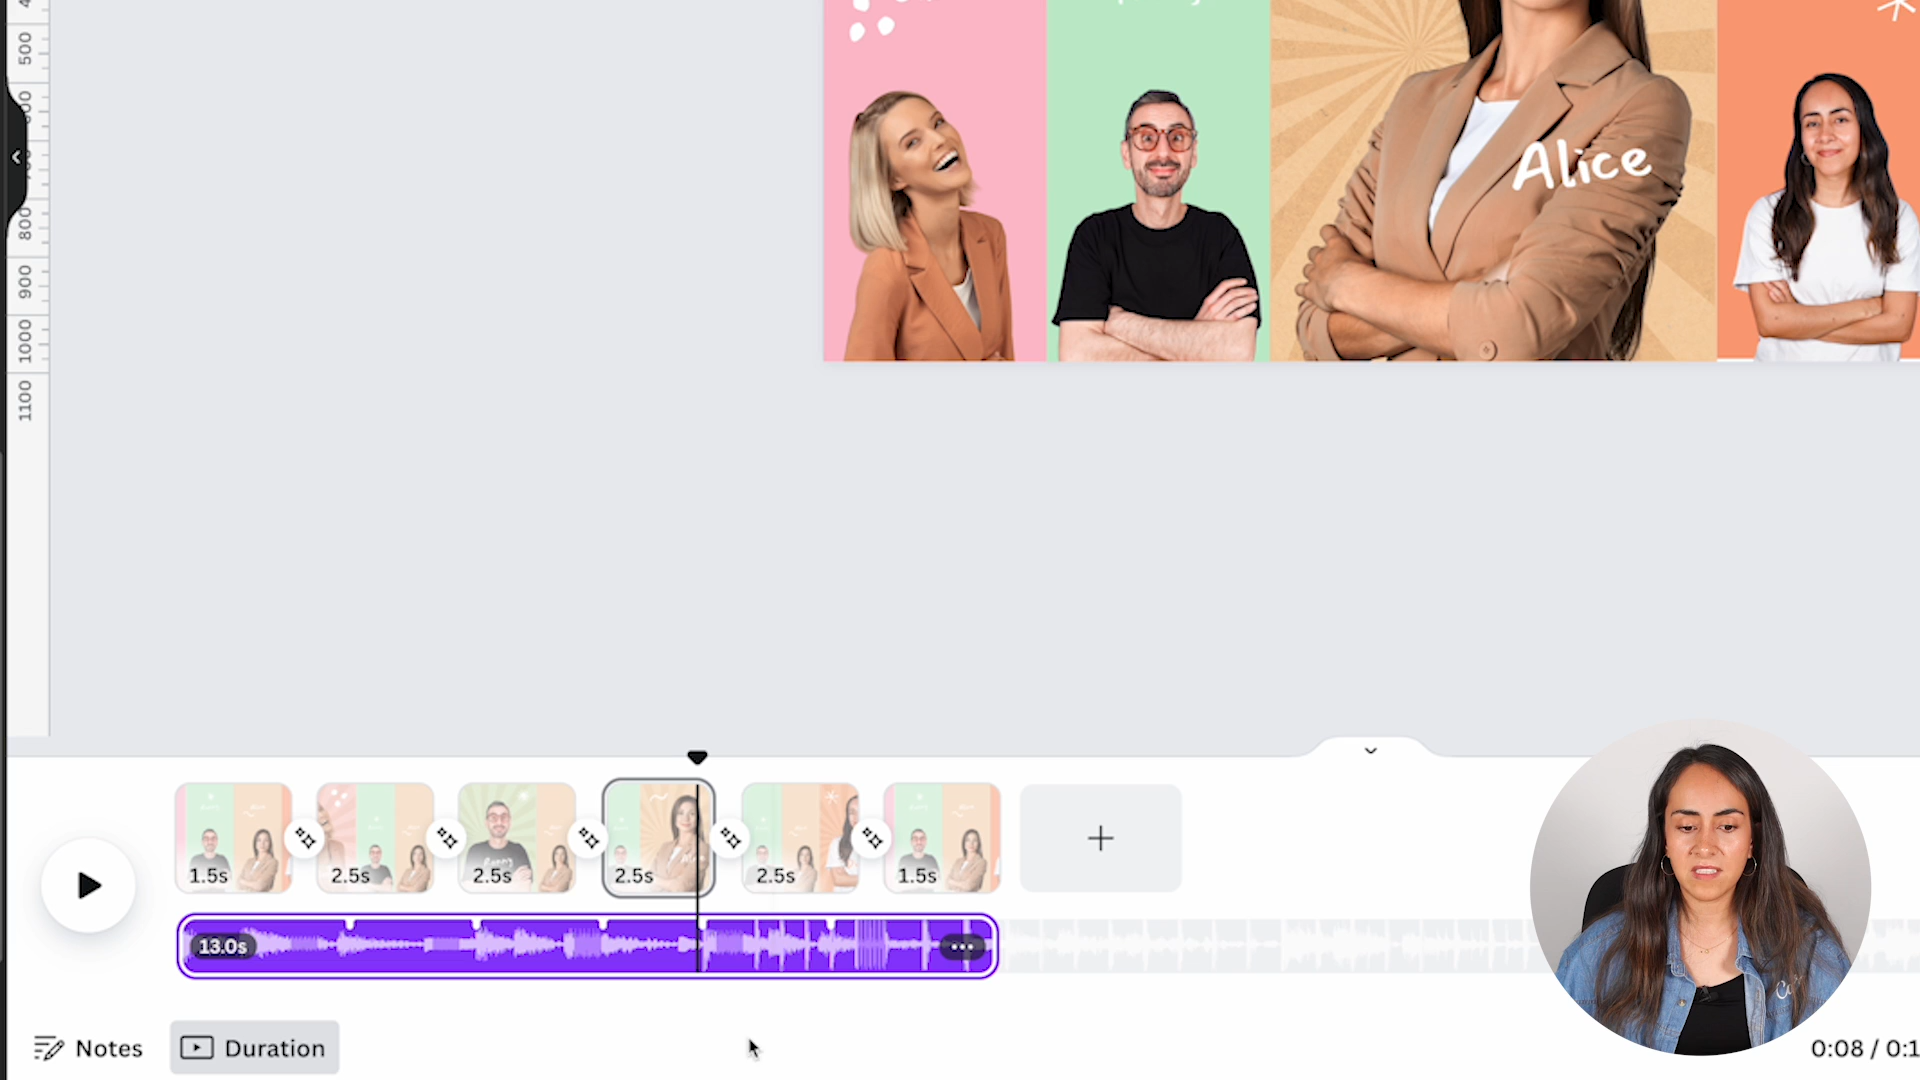 500
800
900
1000
1100
Alice
1.5s
2.5s
2.5s
2.5s
2.5s
1.5s
13.0s
Notes
Duration
0:08 / 0:1